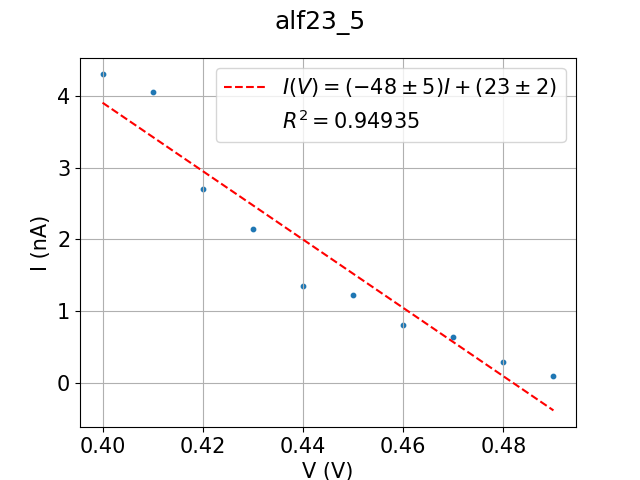 alf23_5
I(V) = (−48 ± 5)I + (23 ± 2)
R² = 0.94935
4
3
2
1
0
I (nA)
0.40 0.42 0.44 0.46 0.48
V (V)